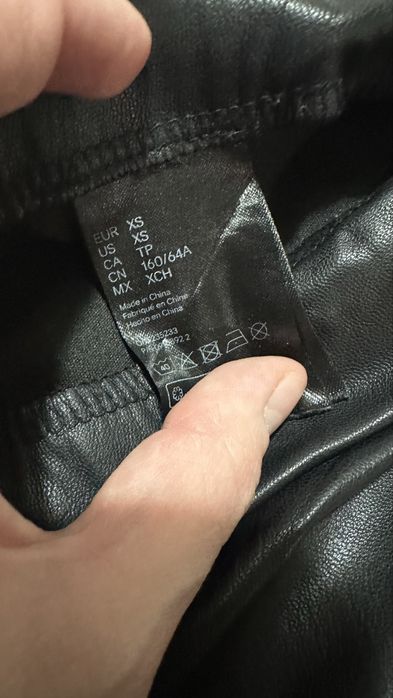 EUR XS
US XS
CA TP
CN 160/64A
MX XCH
Made in China
Fabriqué en Chine
Hecho en China
40